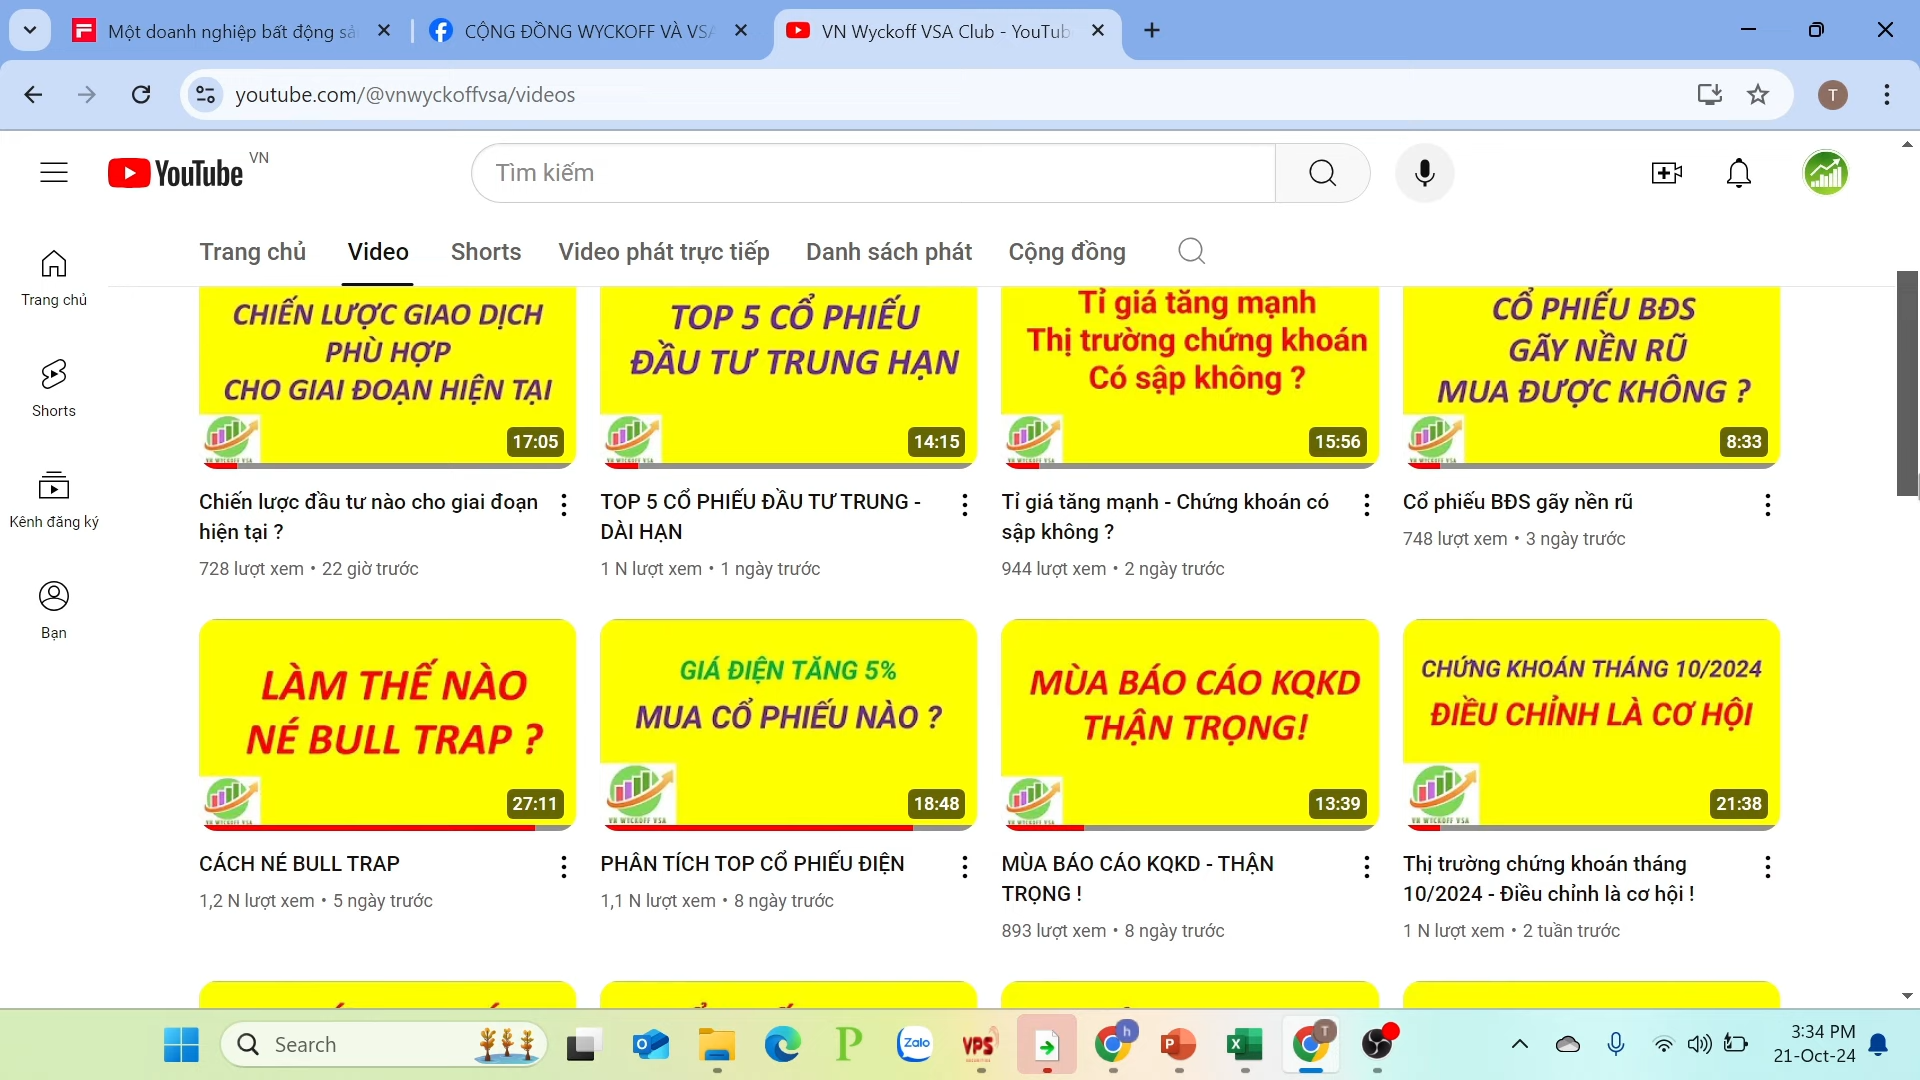 Một doanh nghiệp bất động sả
CỘNG ĐỒNG WYCKOFF VÀ VSA
VN Wyckoff VSA Club - YouTub
youtube.com/@vnwyckoffvsa/videos
T
YouTube
VN
Tìm kiếm
Trang chủ
Video
Shorts
Video phát trực tiếp
Danh sách phát
Cộng đồng
Trang chủ
Shorts
Kênh đăng ký
Bạn
CHIẾN LƯỢC GIAO DỊCH
PHÙ HỢP
CHO GIAI ĐOẠN HIỆN TẠI
17:05
TOP 5 CỔ PHIẾU
ĐẦU TƯ TRUNG HẠN
14:15
Tỉ giá tăng mạnh
Thị trường chứng khoán
Có sập không ?
15:56
CỔ PHIẾU BĐS
GÃY NỀN RŨ
MUA ĐƯỢC KHÔNG ?
8:33
Chiến lược đầu tư nào cho giai đoạn
hiện tại ?
728 lượt xem • 22 giờ trước
TOP 5 CỔ PHIẾU ĐẦU TƯ TRUNG -
DÀI HẠN
1 N lượt xem • 1 ngày trước
Tỉ giá tăng mạnh - Chứng khoán có
sập không ?
944 lượt xem • 2 ngày trước
Cổ phiếu BĐS gãy nền rũ
748 lượt xem • 3 ngày trước
LÀM THẾ NÀO
NÉ BULL TRAP ?
27:11
GIÁ ĐIỆN TĂNG 5%
MUA CỔ PHIẾU NÀO ?
VN WYCKOFF VSA
18:48
MÙA BÁO CÁO KQKD
THẬN TRỌNG!
13:39
CHỨNG KHOÁN THÁNG 10/2024
ĐIỀU CHỈNH LÀ CƠ HỘI
VN WYCKOFF VSA
21:38
CÁCH NÉ BULL TRAP
1,2 N lượt xem • 5 ngày trước
PHÂN TÍCH TOP CỔ PHIẾU ĐIỆN
1,1 N lượt xem • 8 ngày trước
MÙA BÁO CÁO KQKD - THẬN
TRỌNG !
893 lượt xem • 8 ngày trước
Thị trường chứng khoán tháng
10/2024 - Điều chỉnh là cơ hội !
1 N lượt xem • 2 tuần trước
Search
Zalo
VPS
h
T
3:34 PM
21-Oct-24